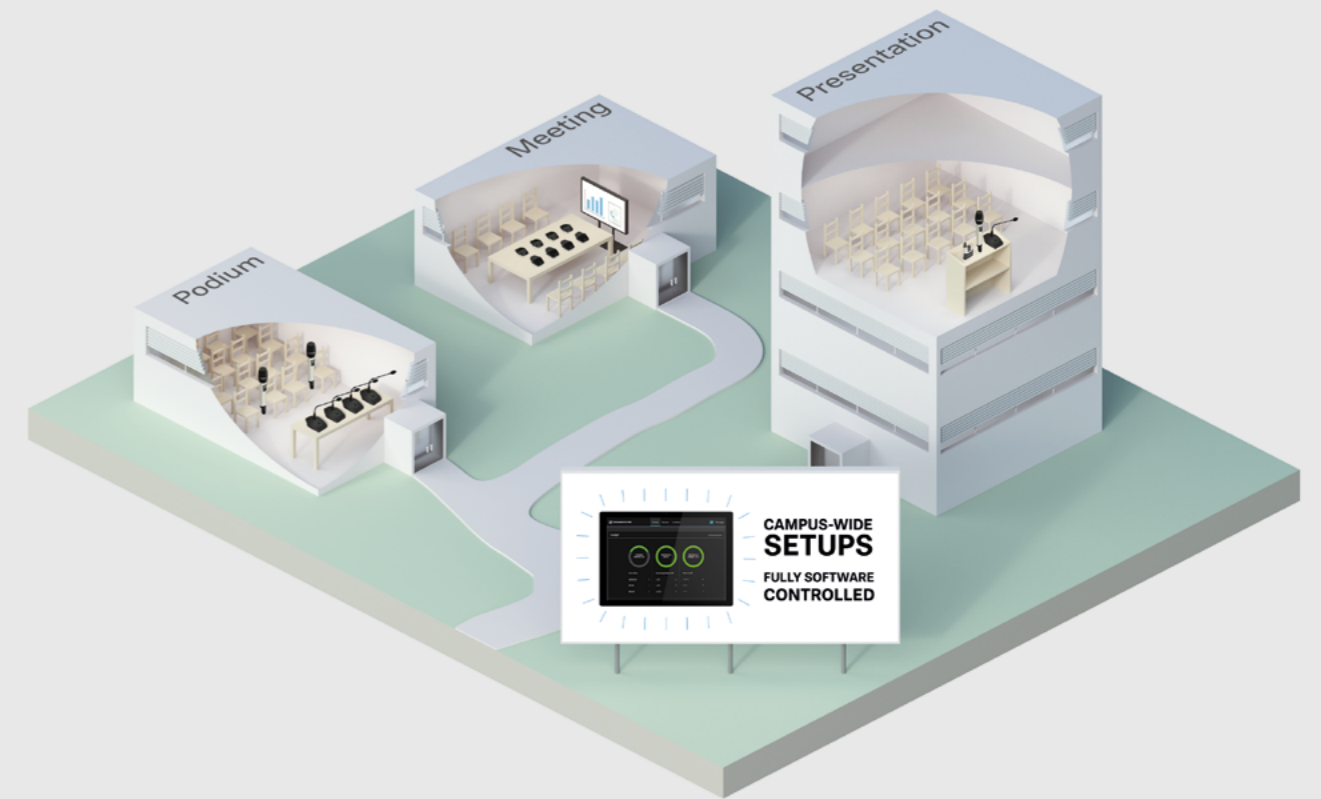 Presentation
Meeting
Podium
CAMPUS-WIDE
SETUPS
FULLY SOFTWARE
CONTROLLED